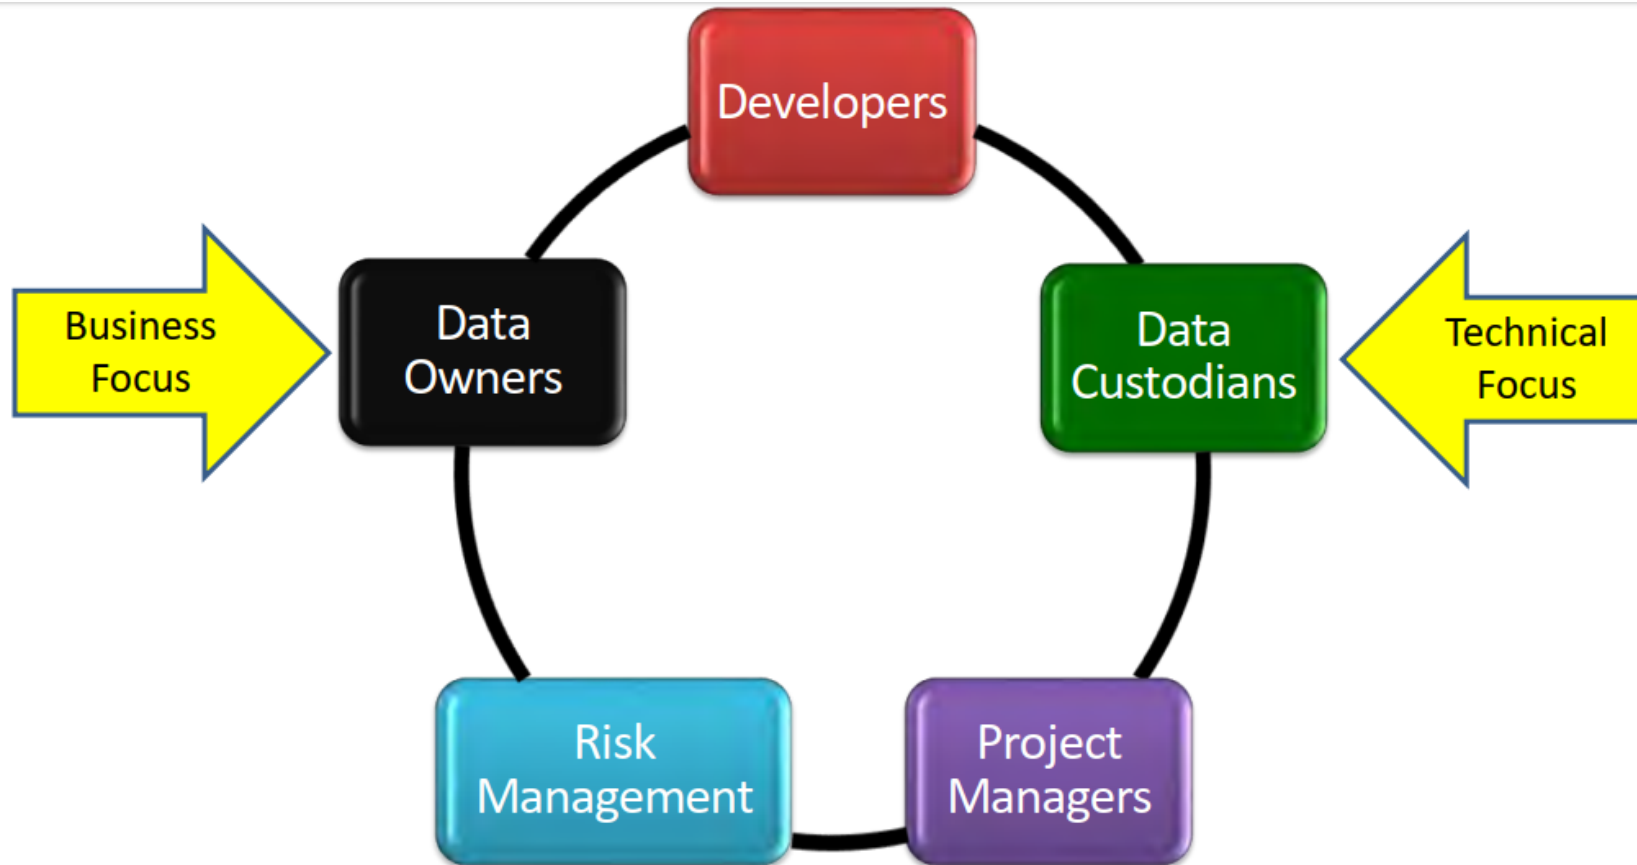 Developers
Business
Focus
Data
Owners
Data
Custodians
Technical
Focus
Risk
Management
Project
Managers